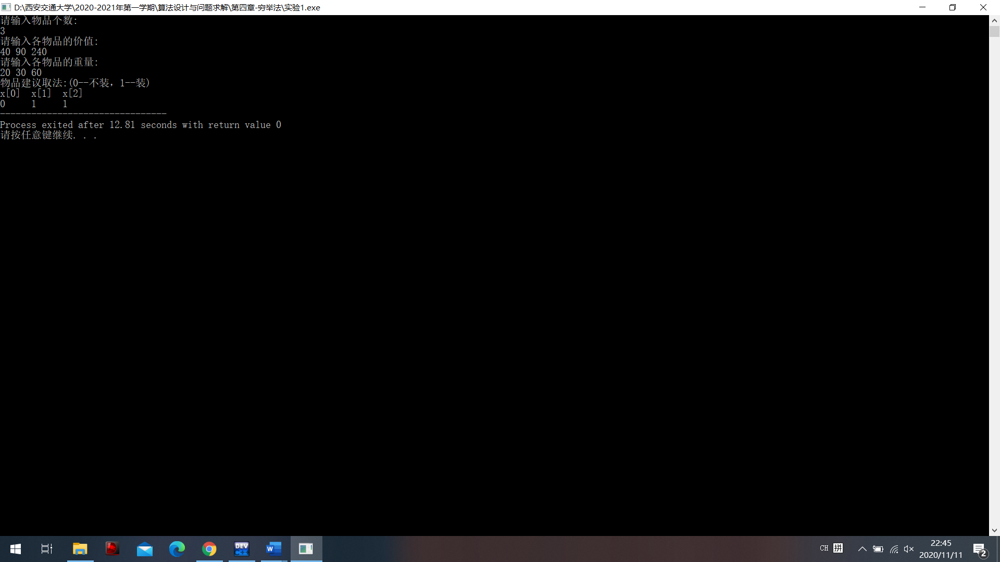 D:\西安交通大学\2020-2021年第一学期\算法设计与问题求解\第四章-穷举法\实验1.exe
请输入物品个数:
3
请输入各物品的价值:
40 90 240
请输入各物品的重量:
20 30 60
物品建议取法:(0--不装，1--装)
x[0]  x[1]  x[2]
0     1     1
--------------------------------
Process exited after 12.81 seconds with return value 0
请按任意键继续. . .
DEV
C++
W
CH 拼
22:45
2020/11/11
2